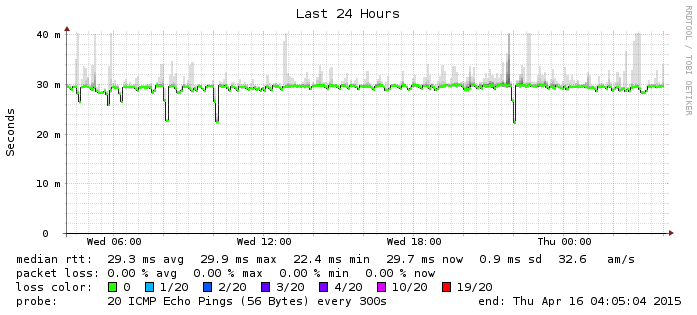 Last 24 Hours
RRDTOOL / TOBI OETIKER
Seconds
40 m
30 m
20 m
10 m
0
Wed 06:00 Wed 12:00 Wed 18:00 Thu 00:00
median rtt: 29.3 ms avg 29.9 ms max 22.4 ms min 29.7 ms now 0.9 ms sd 32.6 am/s
packet loss: 0.00 % avg 0.00 % max 0.00 % min 0.00 % now
loss color: 0 1/20 2/20 3/20 4/20 10/20 19/20
probe: 20 ICMP Echo Pings (56 Bytes) every 300s end: Thu Apr 16 04:05:04 2015